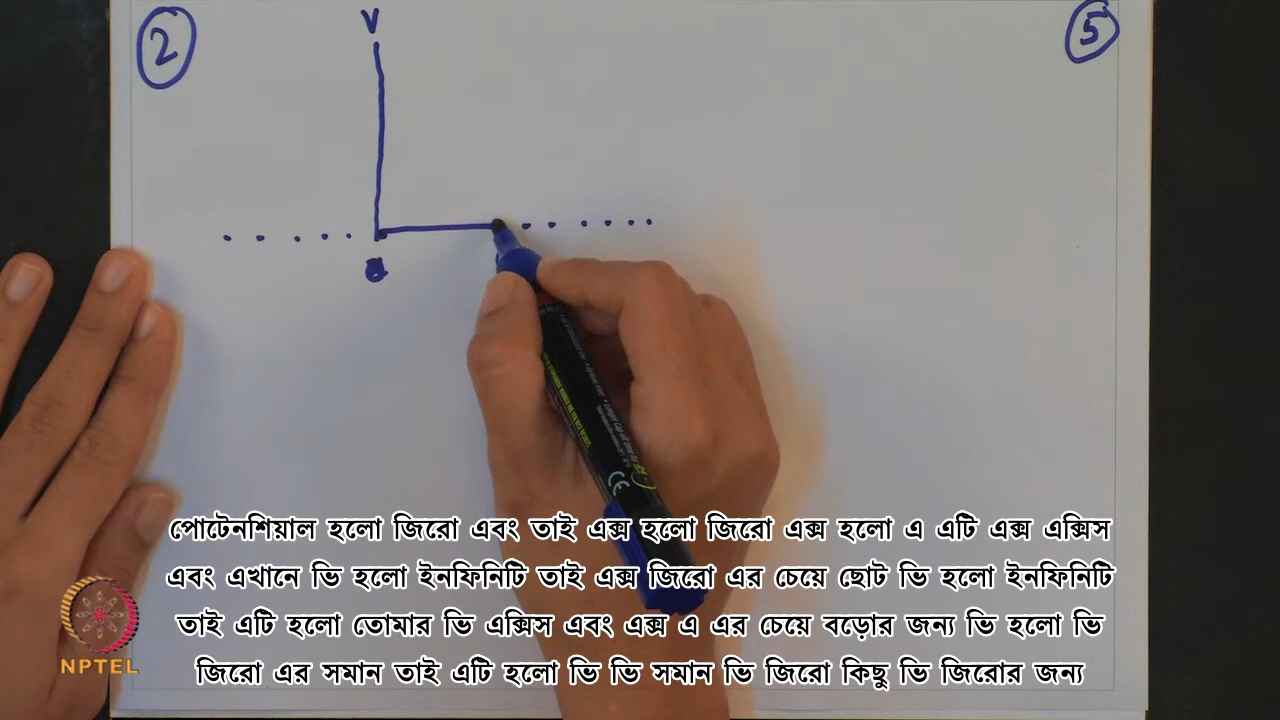 2
V
5
পোটেনশিয়াল হলো জিরো এবং তাই এক্স হলো জিরো এক্স হলো এ এটি এক্স এক্সিস
এবং এখানে ভি হলো ইনফিনিটি তাই এক্স জিরো এর চেয়ে ছোট ভি হলো ইনফিনিটি
তাই এটি হলো তোমার ভি এক্সিস এবং এক্স এ এর চেয়ে বড়োর জন্য ভি হলো ভি
জিরো এর সমান তাই এটি হলো ভি ভি সমান ভি জিরো কিছু ভি জিরোর জন্য
NPTEL